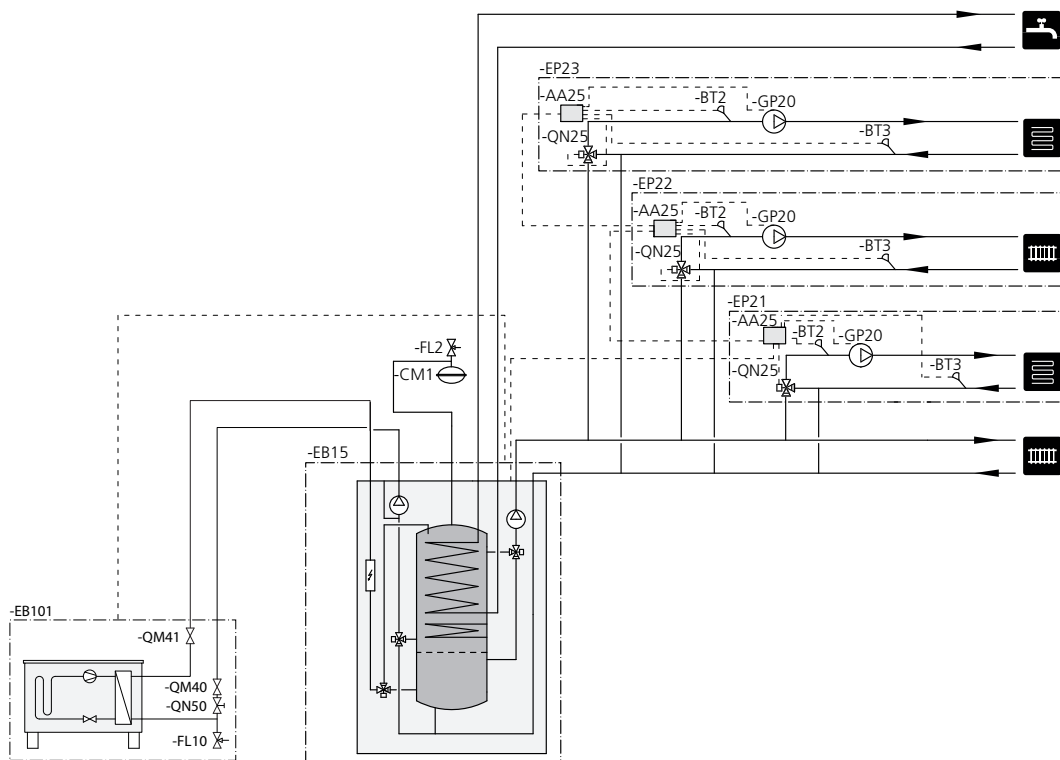 -EP23
-AA25
-BT2
-GP20
-QN25
-BT3
-EP22
-AA25
-BT2
-GP20
-QN25
-BT3
-EP21
-AA25
-BT2
-GP20
-QN25
-BT3
-FL2
-CM1
-EB15
-EB101
-QM41
-QM40
-QN50
-FL10